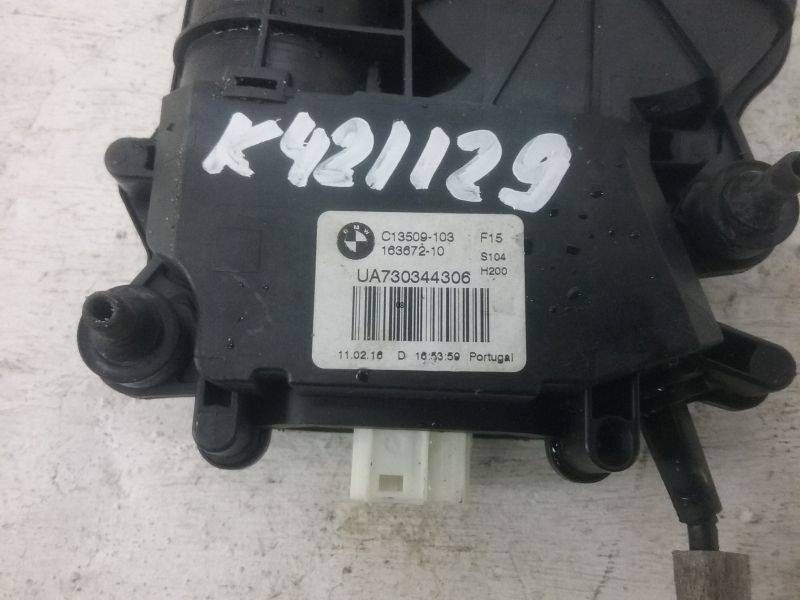 K421129
BMW
C13509-103 F15
163672-10 S104
UA730344306 H200
11.02.16 D 16:53:59 Portugal